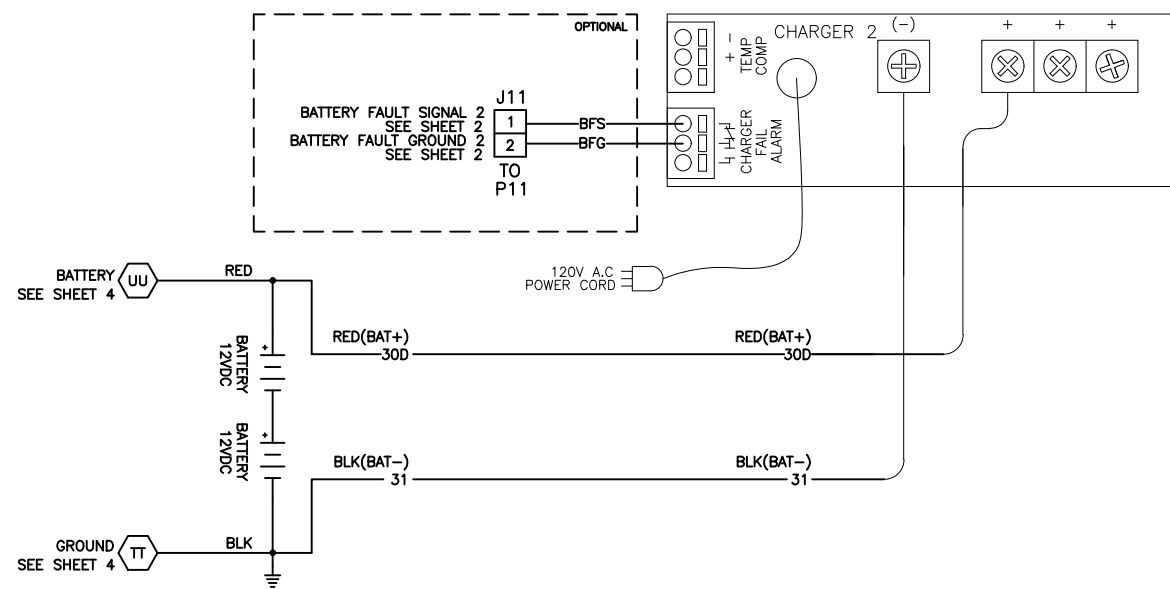 OPTIONAL
J11
BATTERY FAULT SIGNAL 2
SEE SHEET 2
BATTERY FAULT GROUND 2
SEE SHEET 2
1
2
BFS
BFG
TO
P11
+ -
TEMP
COMP
CHARGER 2
(-)
+
+
+
CHARGER
FAIL
ALARM
120V A.C
POWER CORD
BATTERY
SEE SHEET 4
UU
RED
RED(BAT+)
30D
RED(BAT+)
30D
+
BATTERY
12VDC
+
BATTERY
12VDC
BLK(BAT-)
31
BLK(BAT-)
31
GROUND
SEE SHEET 4
TT
BLK